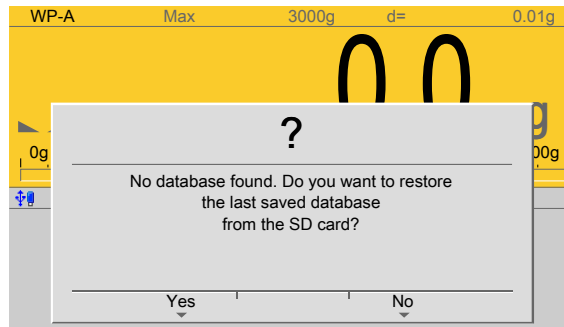 WP-A Max 3000g d= 0.01g
0.0 g
0g 00g
?
No database found. Do you want to restore
the last saved database
from the SD card?
Yes No